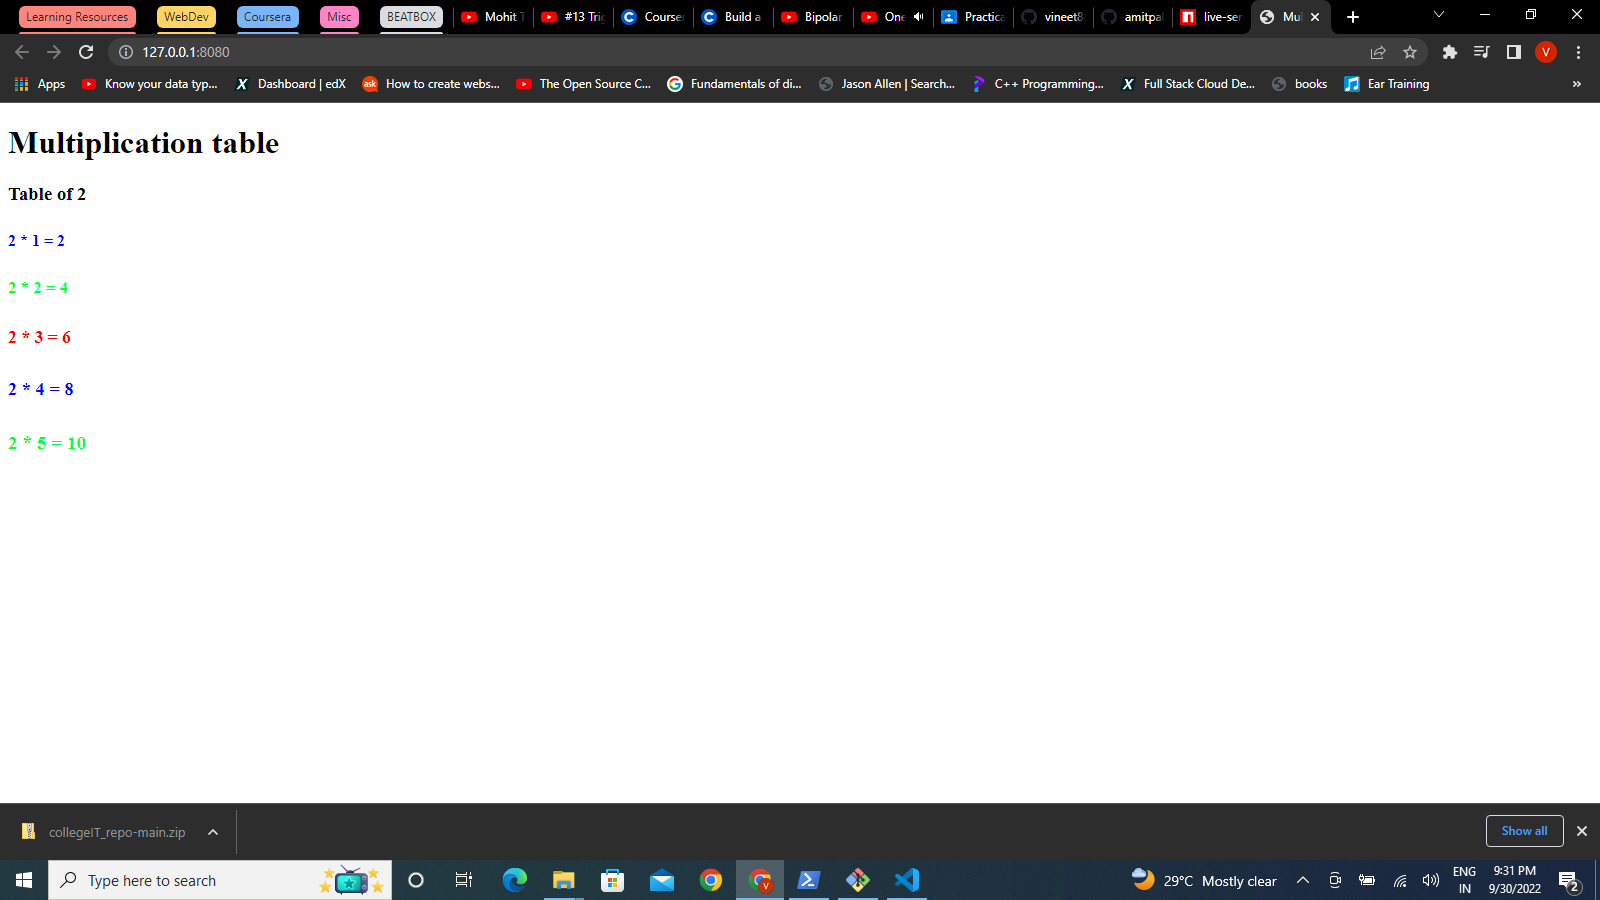 Learning Resources WebDev Coursera Misc BEATBOX Mohit T #13 Trig Courser Build a Bipolar One Practica vineet8 amitpal live-ser Mul
127.0.0.1:8080
Apps Know your data typ... Dashboard | edX ask How to create webs... The Open Source C... Fundamentals of di... Jason Allen | Search... C++ Programming... Full Stack Cloud De... books Ear Training »
V
Multiplication table
Table of 2
2 * 1 = 2
2 * 2 = 4
2 * 3 = 6
2 * 4 = 8
2 * 5 = 10
collegeIT_repo-main.zip Show all
Type here to search 29°C Mostly clear ENG IN 9:31 PM 9/30/2022 2